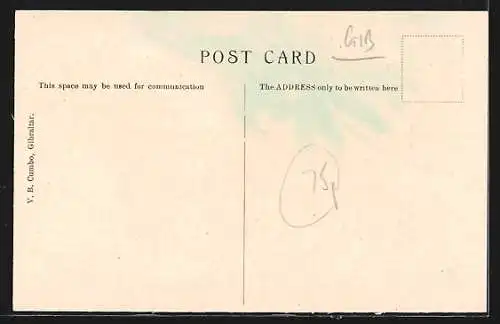 GIB
POST CARD
This space may be used for communication
The ADDRESS only to be written here
V. B. Cumbo, Gibraltar.
75p